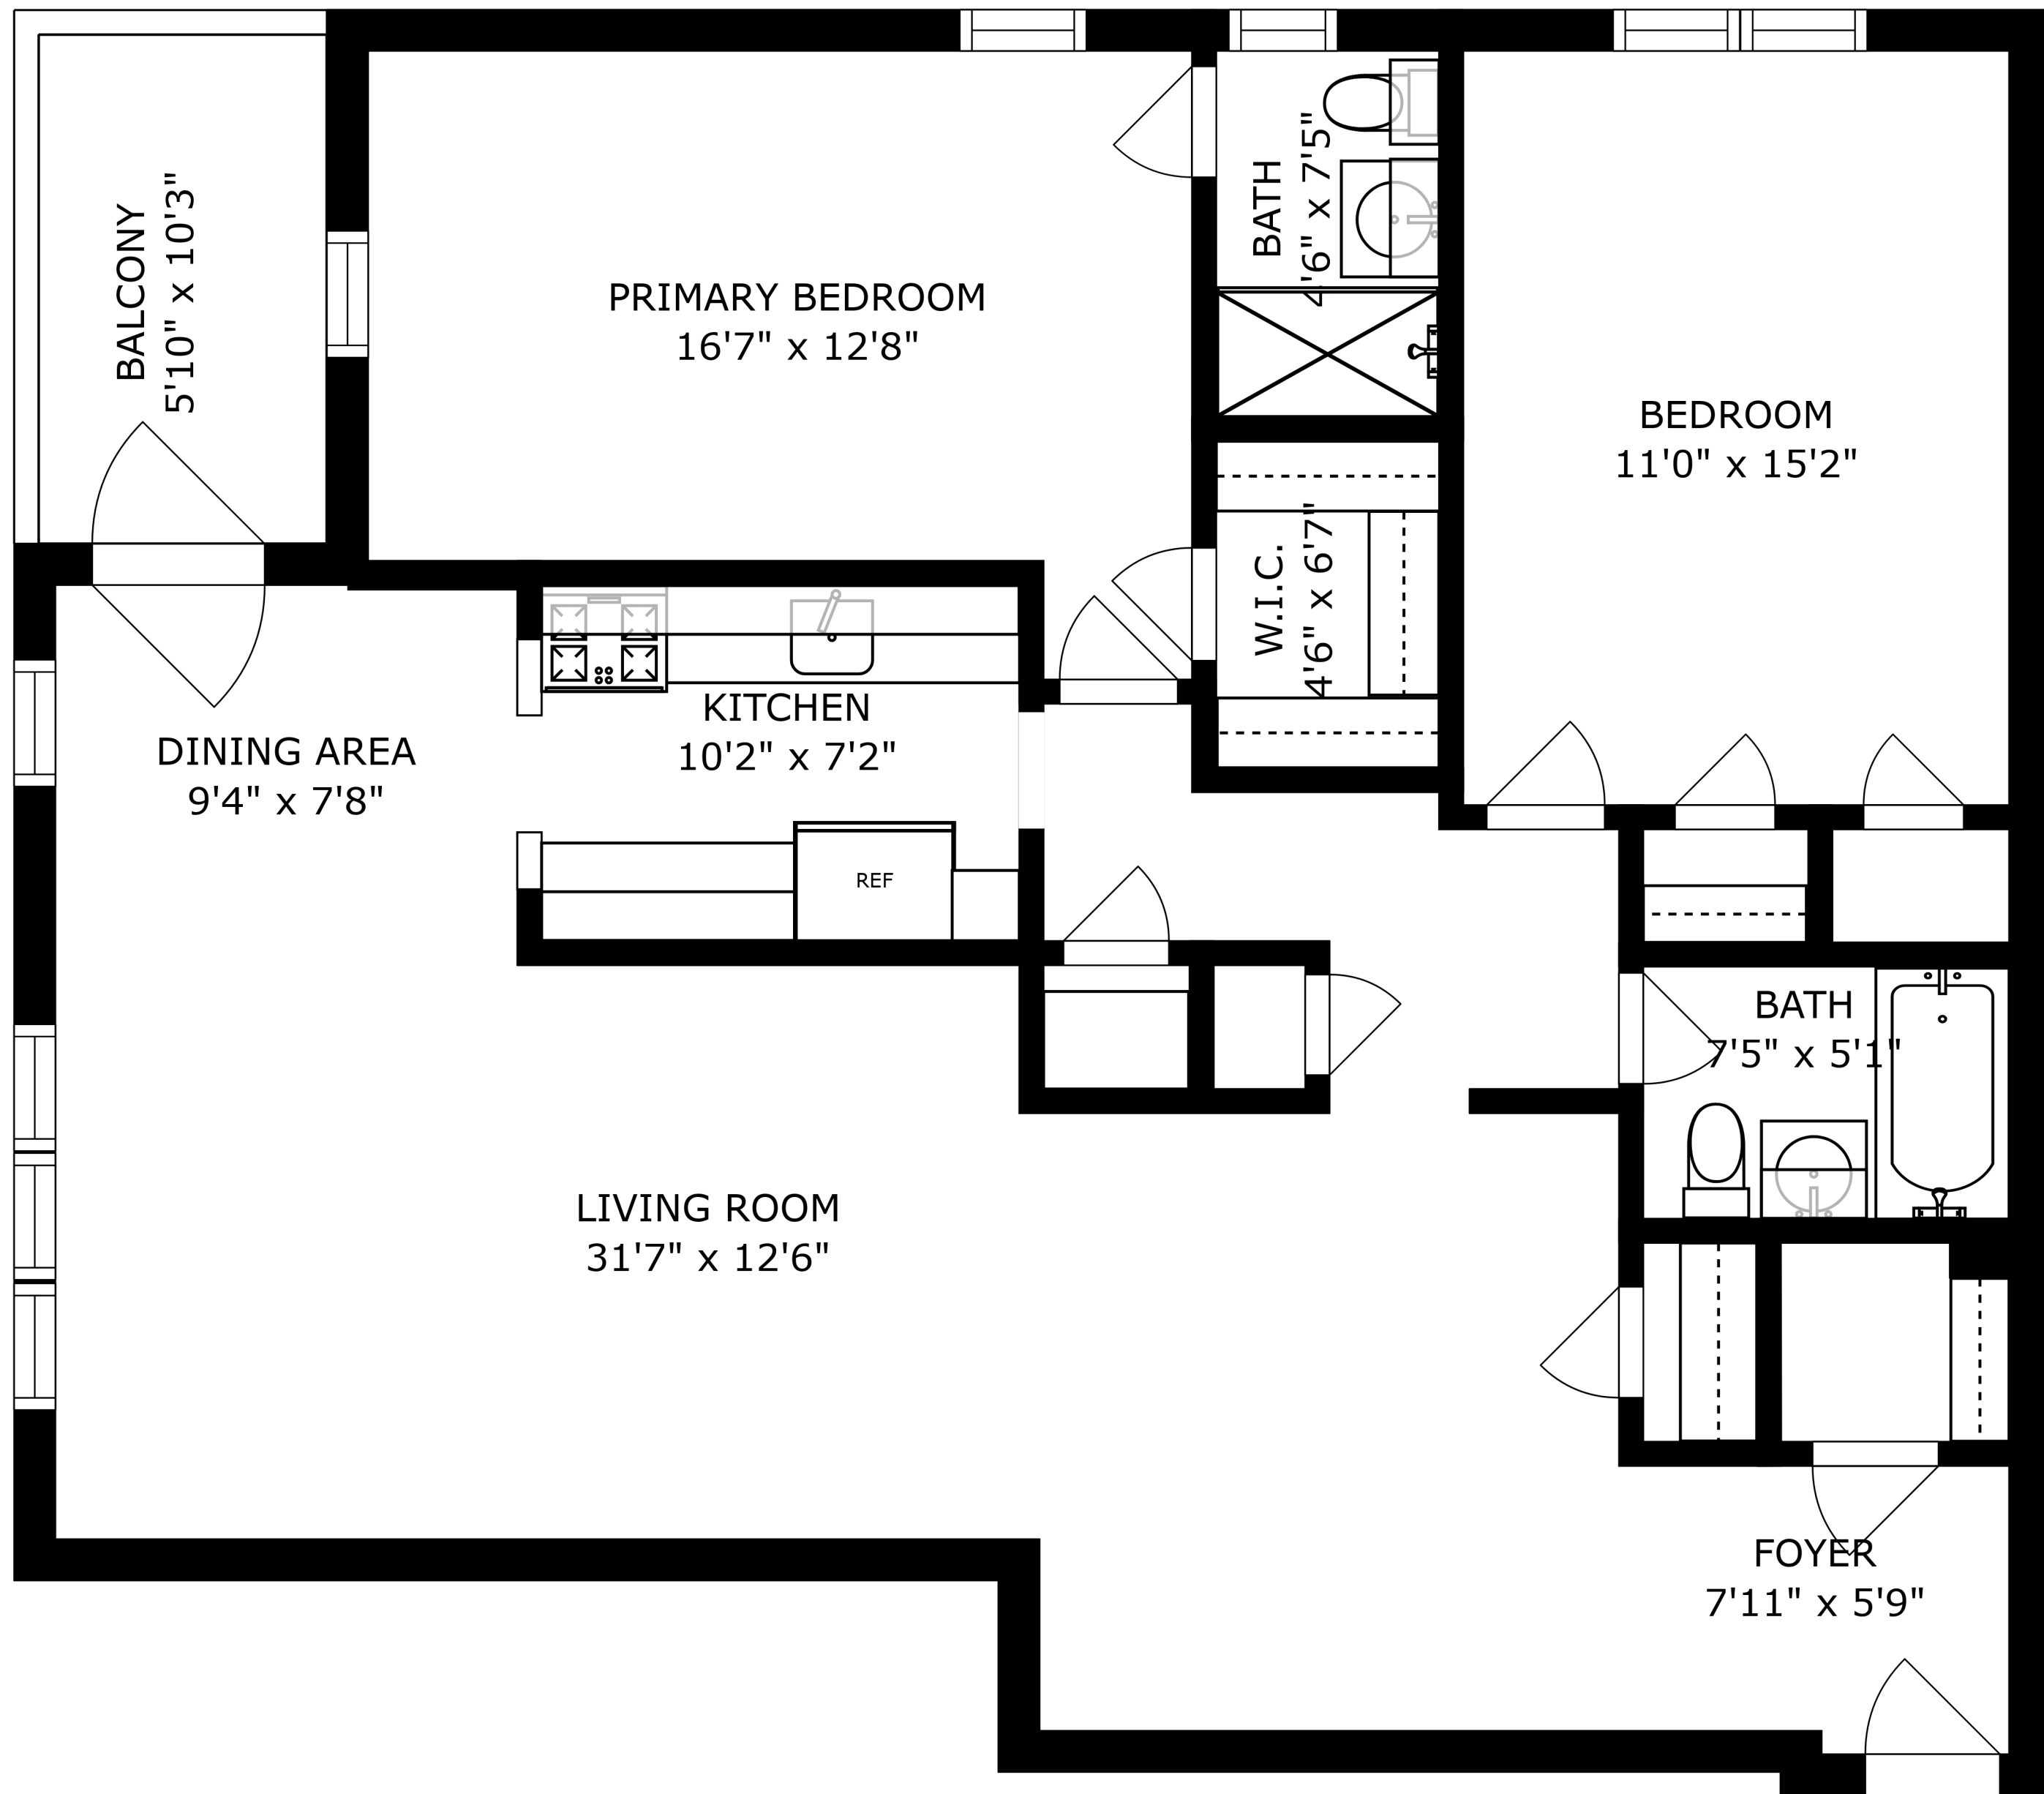 BALCONY
5'10" x 10'3"
PRIMARY BEDROOM
16'7" x 12'8"
BATH
4'6" x 7'5"
BEDROOM
11'0" x 15'2"
W.I.C.
4'6" x 6'7"
KITCHEN
10'2" x 7'2"
DINING AREA
9'4" x 7'8"
REF
BATH
7'5" x 5'1"
LIVING ROOM
31'7" x 12'6"
FOYER
7'11" x 5'9"